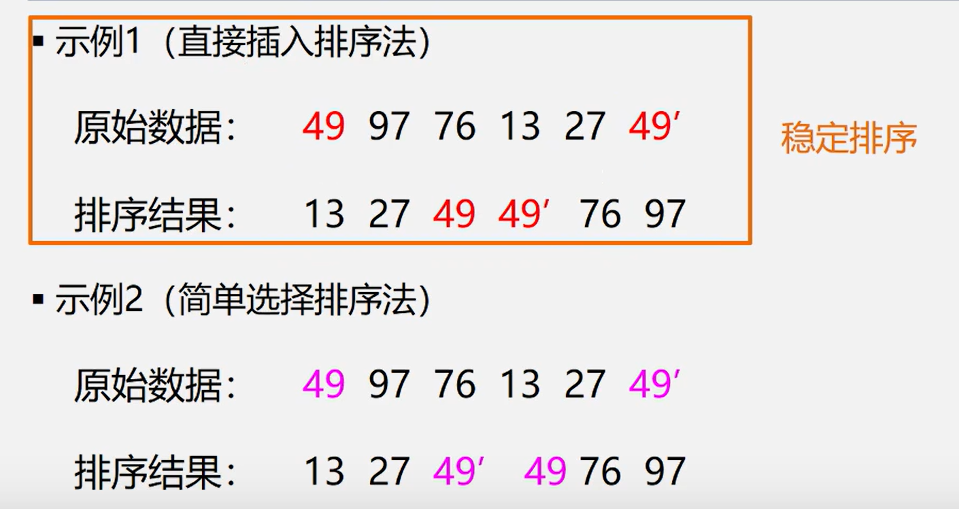 ▪ 示例1（直接插入排序法）
原始数据： 49 97 76 13 27 49′
稳定排序
排序结果： 13 27 49 49′ 76 97
▪ 示例2（简单选择排序法）
原始数据： 49 97 76 13 27 49′
排序结果： 13 27 49′ 49 76 97